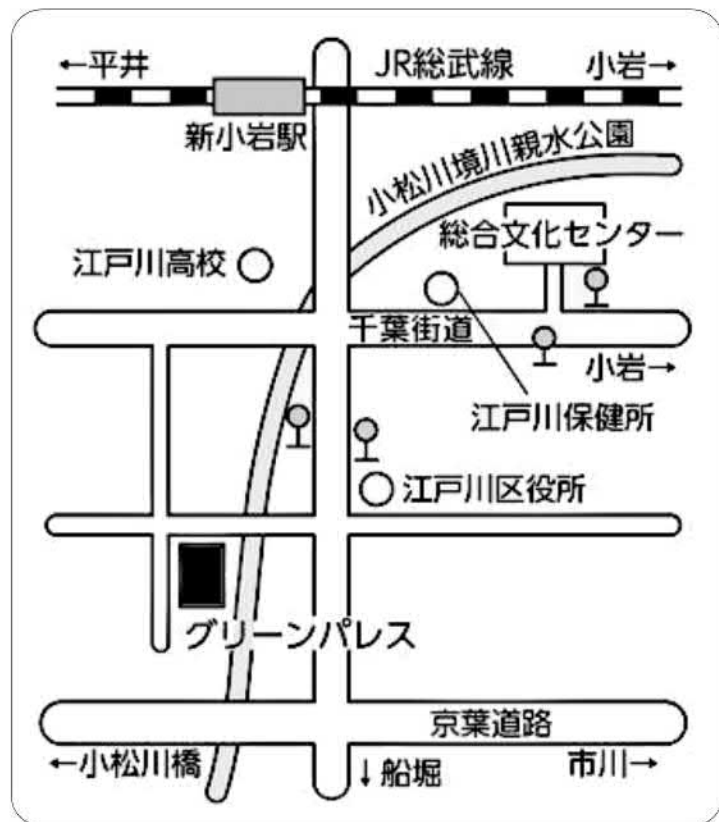 ←平井
JR総武線
小岩→
新小岩駅
小松川境川親水公園
総合文化センター
江戸川高校
千葉街道
小岩→
江戸川保健所
江戸川区役所
グリーンパレス
京葉道路
←小松川橋
↓船堀
市川→